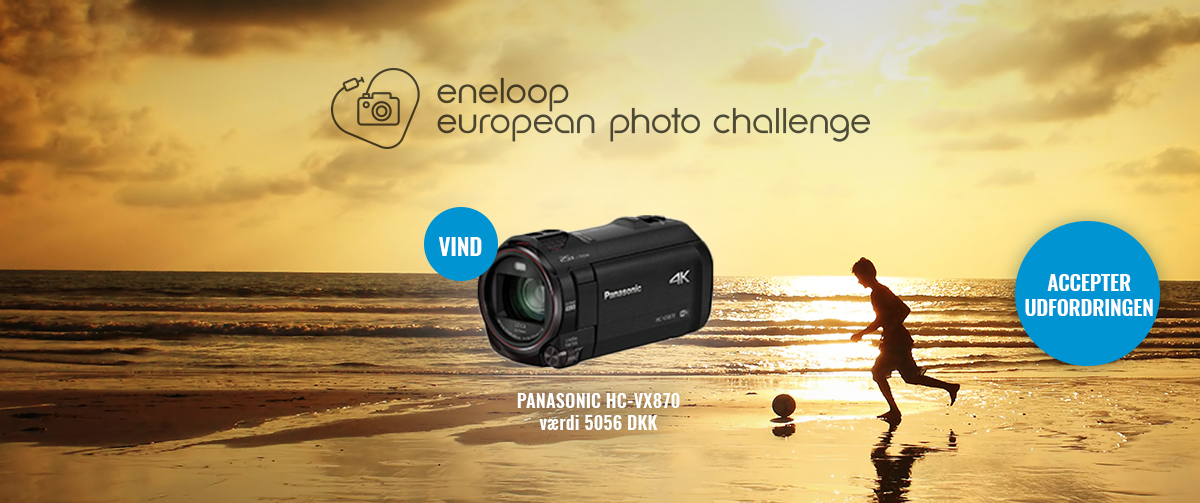 eneloop
european photo challenge
VIND
ACCEPTER
UDFORDRINGEN
Panasonic
4K
PANASONIC HC-VX870
værdi 5056 DKK